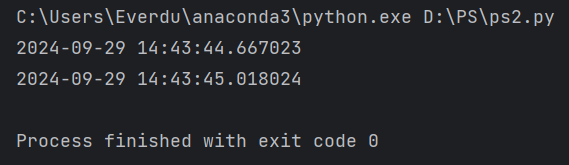 C:\Users\Everdu\anaconda3\python.exe D:\PS\ps2.py
2024-09-29 14:43:44.667023
2024-09-29 14:43:45.018024
Process finished with exit code 0